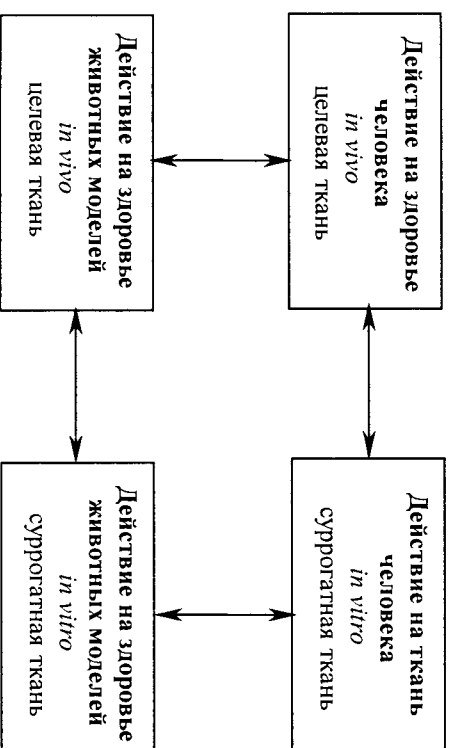 Действие на здоровье
человека
in vivo
целевая ткань
Действие на ткань
человека
in vitro
суррогатная ткань
Действие на здоровье
животных моделей
in vivo
целевая ткань
Действие на здоровье
животных моделей
in vitro
суррогатная ткань